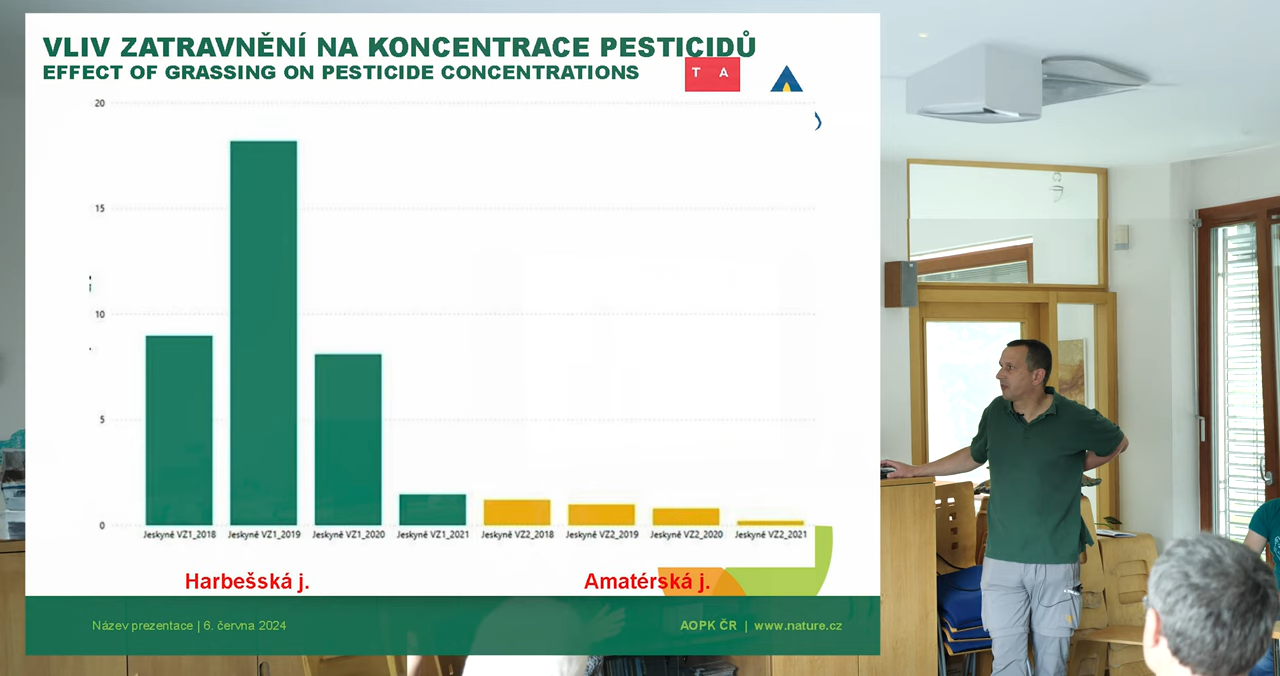 VLIV ZATRAVNĚNÍ NA KONCENTRACE PESTICIDŮ
EFFECT OF GRASSING ON PESTICIDE CONCENTRATIONS
T A
20
15
10
5
0
Jeskyně VZ1_2018 Jeskyně VZ1_2019 Jeskyně VZ1_2020 Jeskyně VZ1_2021 Jeskyně VZ2_2018 Jeskyně VZ2_2019 Jeskyně VZ2_2020 Jeskyně VZ2_2021
Harbešská j. Amatérská j.
Název prezentace | 6. června 2024 AOPK ČR | www.nature.cz